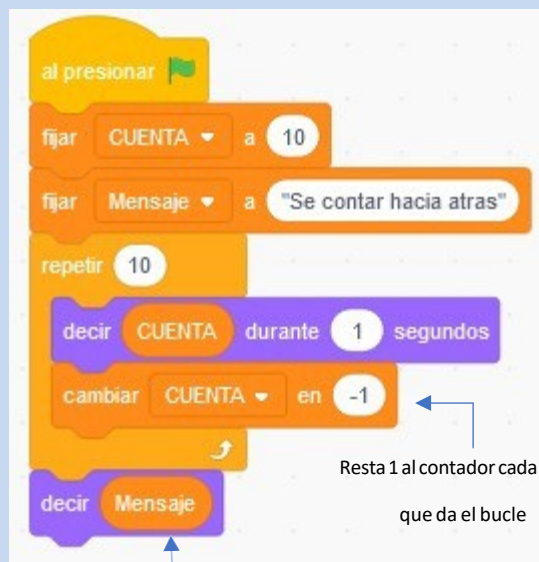 al presionar
fijar CUENTA a 10
fijar Mensaje a "Se contar hacia atras"
repetir 10
decir CUENTA durante 1 segundos
cambiar CUENTA en -1
Resta 1 al contador cada
que da el bucle
decir Mensaje